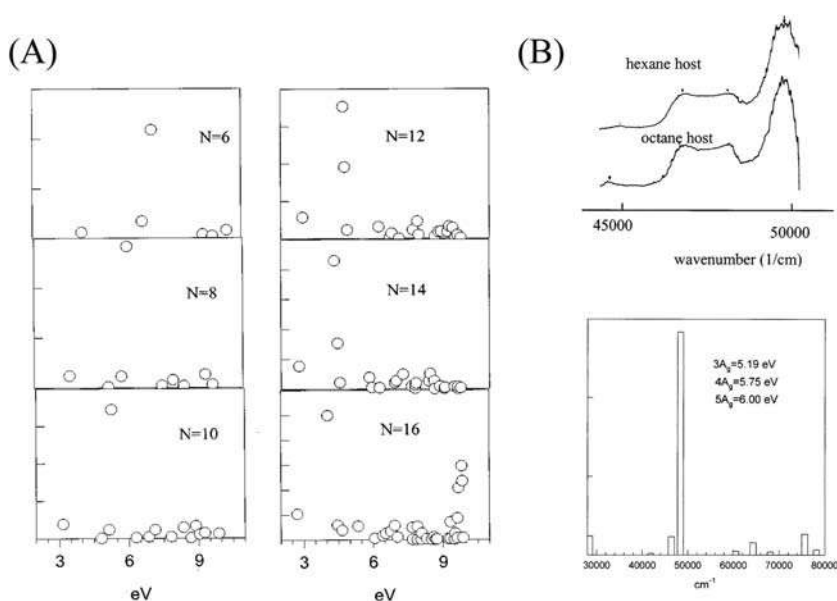 (A)
N=6
N=8
N=10
3
6
9
eV
N=12
N=14
N=16
3
6
9
eV
(B)
hexane host
octane host
45000
50000
wavenumber (1/cm)
3Ag=5.19 eV
4Ag=5.75 eV
5Ag=6.00 eV
30000
40000
50000
60000
70000
80000
cm-1